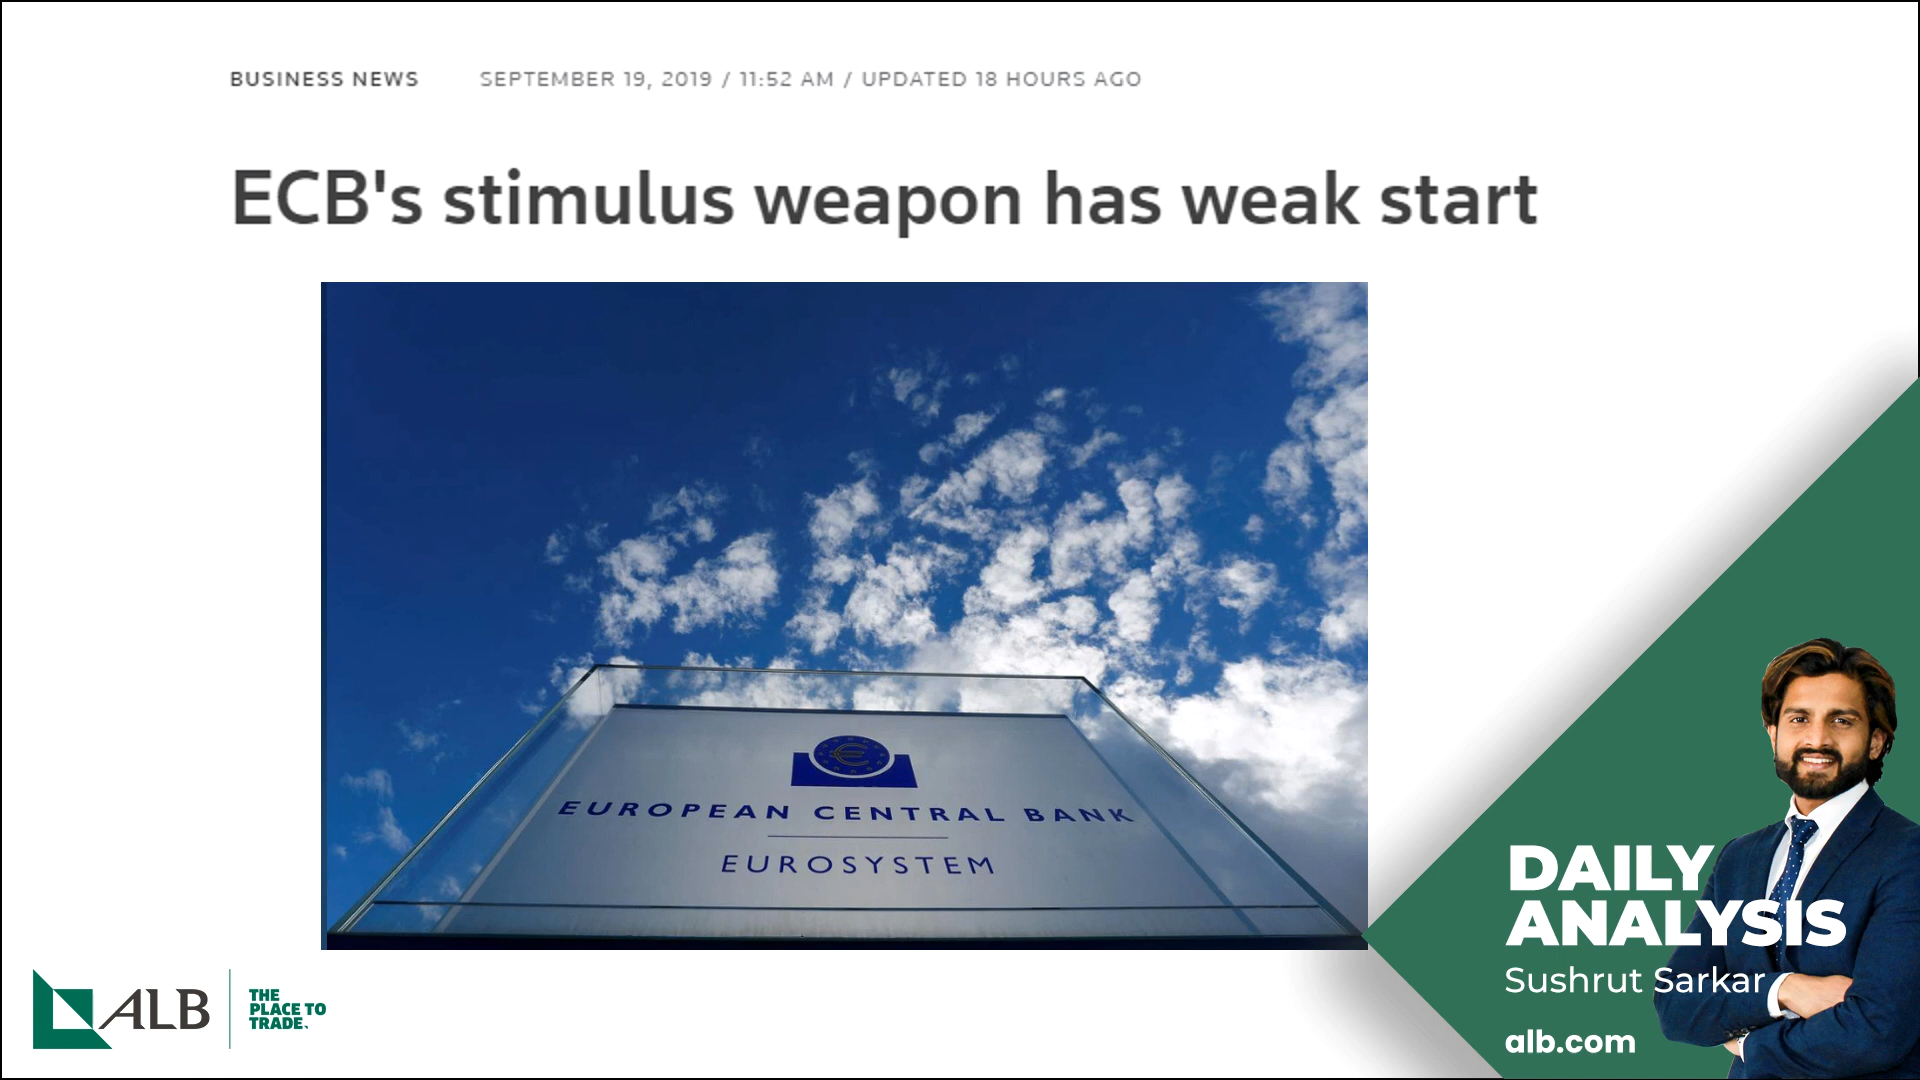 BUSINESS NEWS SEPTEMBER 19, 2019 / 11:52 AM / UPDATED 18 HOURS AGO
ECB's stimulus weapon has weak start
EUROPEAN CENTRAL BANK
EUROSYSTEM
DAILY
ANALYSIS
Sushrut Sarkar
alb.com
ALB
THE
PLACE TO
TRADE.